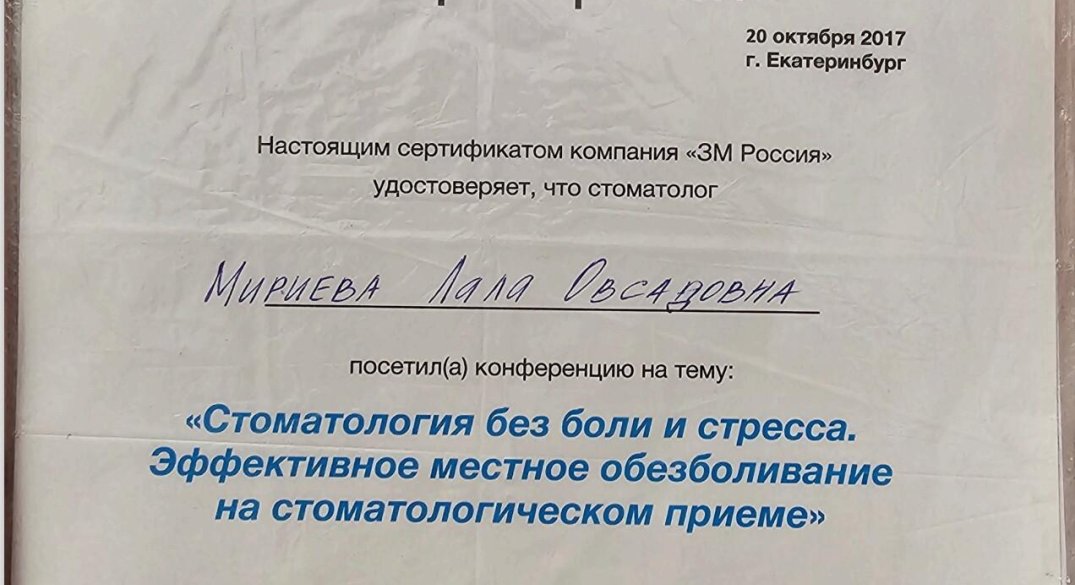 20 октября 2017
г. Екатеринбург
Настоящим сертификатом компания «3М Россия»
удостоверяет, что стоматолог
Мириева Лала Овсадовна
посетил(а) конференцию на тему:
«Стоматология без боли и стресса.
Эффективное местное обезболивание
на стоматологическом приеме»